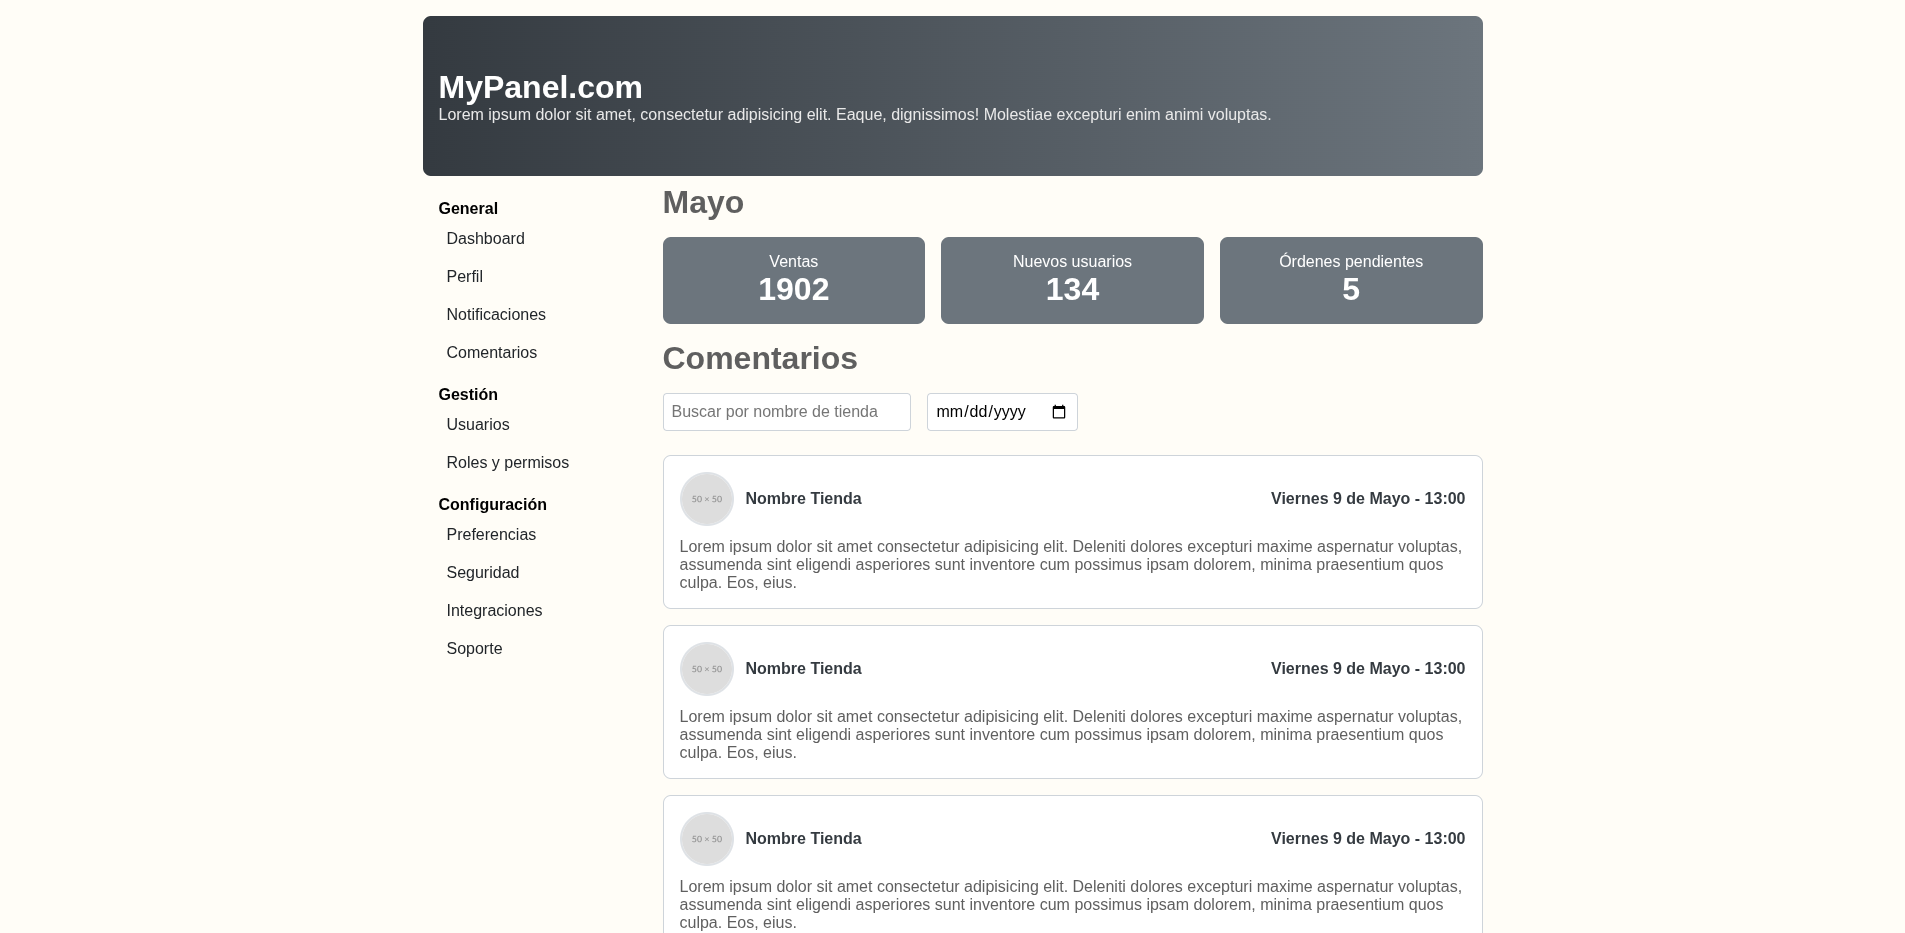 MyPanel.com
Lorem ipsum dolor sit amet, consectetur adipisicing elit. Eaque, dignissimos! Molestiae excepturi enim animi voluptas.
General
Dashboard
Perfil
Notificaciones
Comentarios
Gestión
Usuarios
Roles y permisos
Configuración
Preferencias
Seguridad
Integraciones
Soporte
Mayo
Ventas
1902
Nuevos usuarios
134
Órdenes pendientes
5
Comentarios
Buscar por nombre de tienda
mm/dd/yyyy
50 × 50
Nombre Tienda
Viernes 9 de Mayo - 13:00
Lorem ipsum dolor sit amet consectetur adipisicing elit. Deleniti dolores excepturi maxime aspernatur voluptas,
assumenda sint eligendi asperiores sunt inventore cum possimus ipsam dolorem, minima praesentium quos
culpa. Eos, eius.
50 × 50
Nombre Tienda
Viernes 9 de Mayo - 13:00
Lorem ipsum dolor sit amet consectetur adipisicing elit. Deleniti dolores excepturi maxime aspernatur voluptas,
assumenda sint eligendi asperiores sunt inventore cum possimus ipsam dolorem, minima praesentium quos
culpa. Eos, eius.
50 × 50
Nombre Tienda
Viernes 9 de Mayo - 13:00
Lorem ipsum dolor sit amet consectetur adipisicing elit. Deleniti dolores excepturi maxime aspernatur voluptas,
assumenda sint eligendi asperiores sunt inventore cum possimus ipsam dolorem, minima praesentium quos
culpa. Eos, eius.